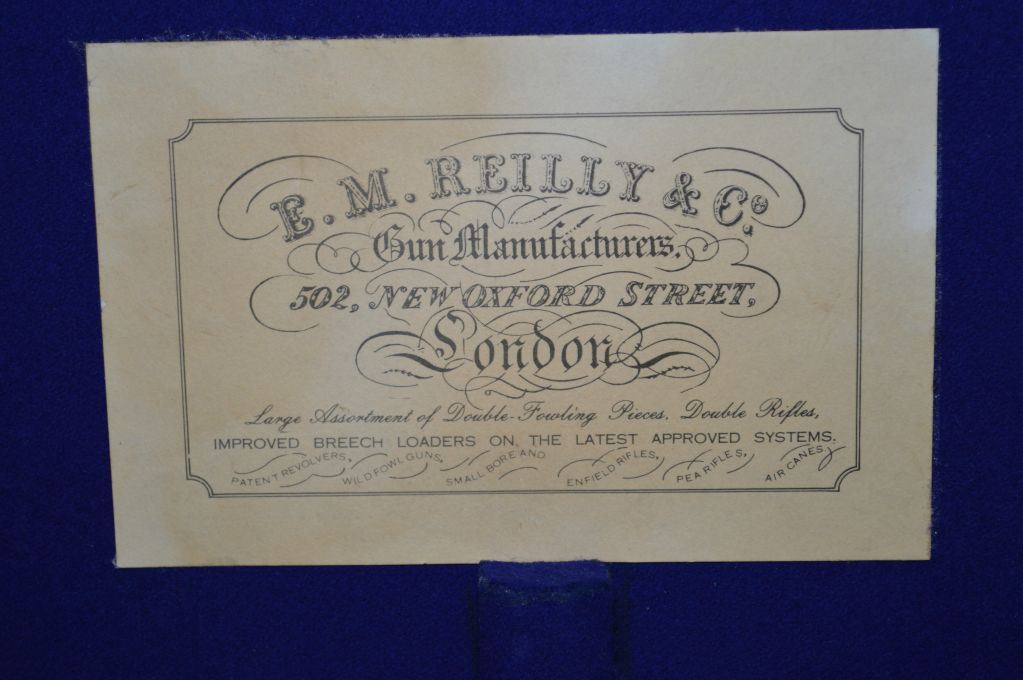 E. M. REILLY & Co.
Gun Manufacturers.
502, NEW OXFORD STREET,
London
Large Assortment of Double-Fowling Pieces, Double Rifles,
IMPROVED BREECH LOADERS ON THE LATEST APPROVED SYSTEMS.
PATENT REVOLVERS, WILD FOWL GUNS, SMALL BORE AND ENFIELD RIFLES, PEA RIFLES, AIR CANES,